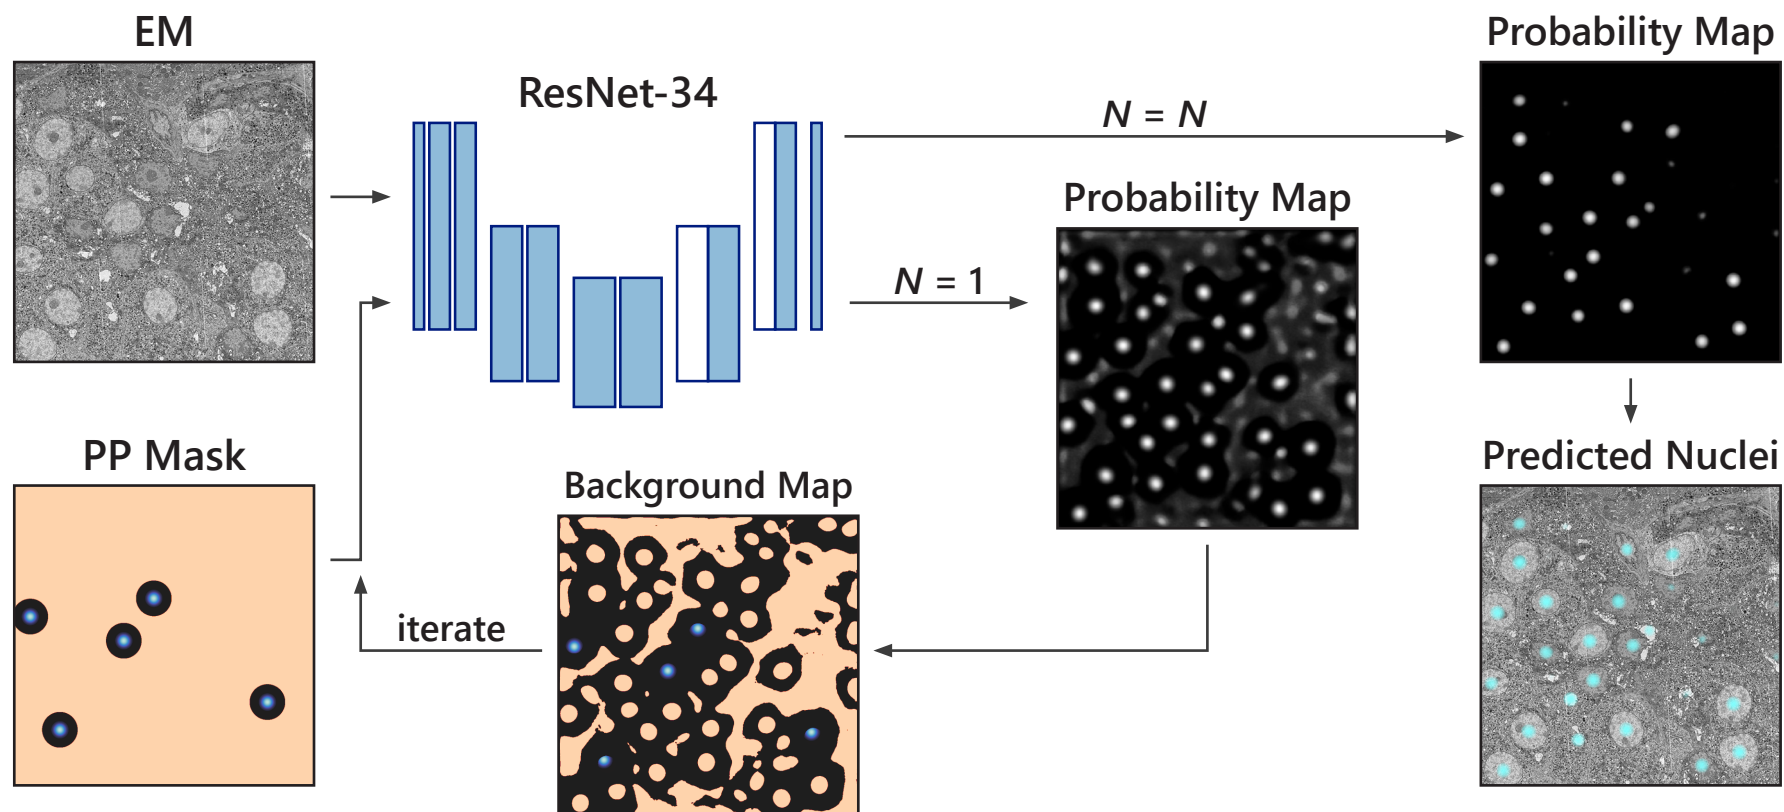 EM
ResNet-34
N = N
Probability Map
Probability Map
N = 1
PP Mask
Background Map
iterate
Predicted Nuclei